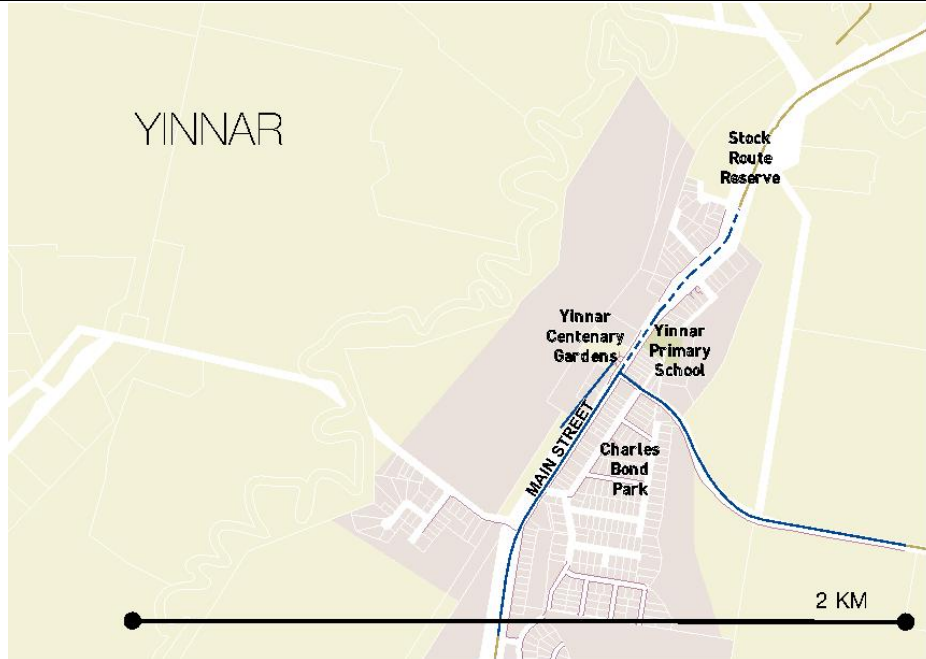 YINNAR
Stock
Route
Reserve
Yinnar
Centenary
Gardens
Yinnar
Primary
School
MAIN STREET
Charles
Bond
Park
2 KM